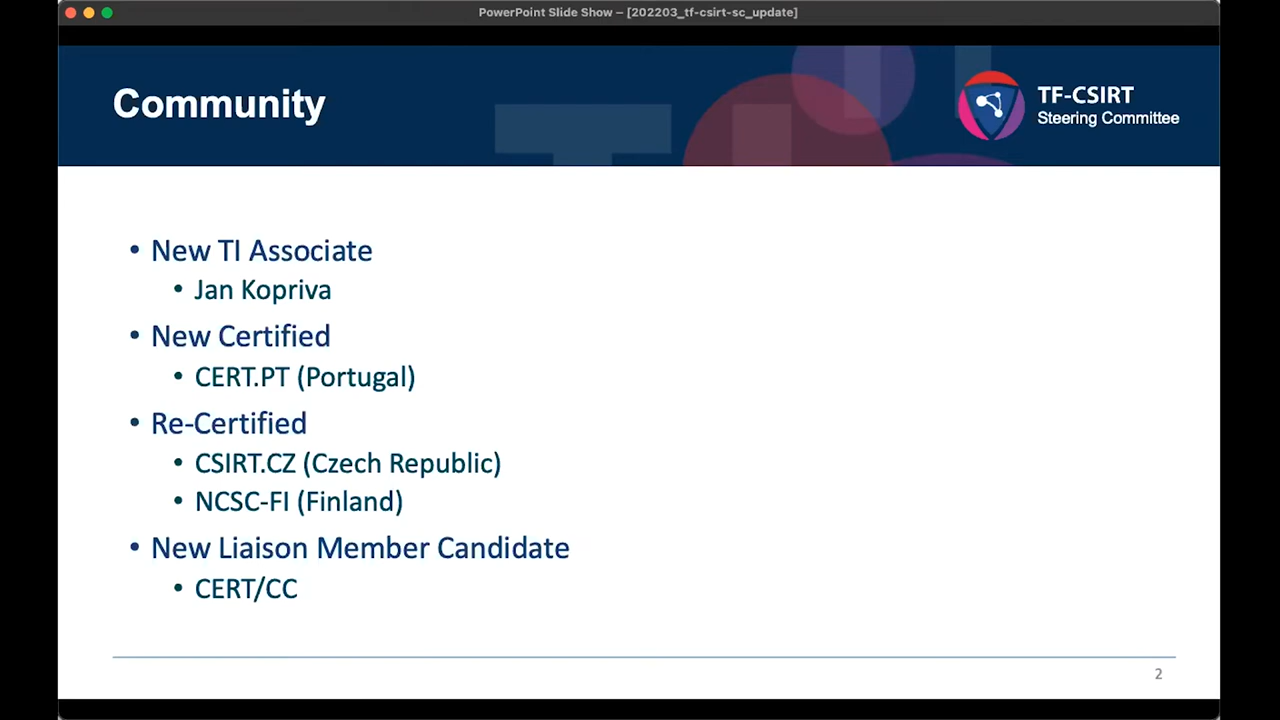 PowerPoint Slide Show – [202203_tf-csirt-sc_update]
Community
TF-CSIRT
Steering Committee
• New TI Associate
• Jan Kopriva
• New Certified
• CERT.PT (Portugal)
• Re-Certified
• CSIRT.CZ (Czech Republic)
• NCSC-FI (Finland)
• New Liaison Member Candidate
• CERT/CC
2